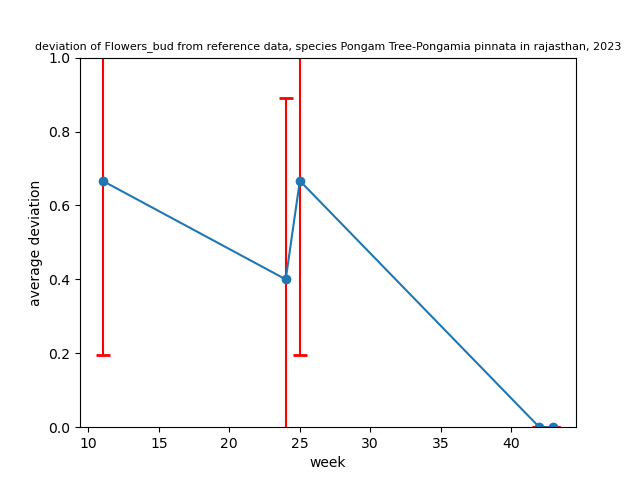 deviation of Flowers_bud from reference data, species Pongam Tree-Pongamia pinnata in rajasthan, 2023
1.0
0.8
0.6
0.4
0.2
0.0
average deviation
10 15 20 25 30 35 40
week